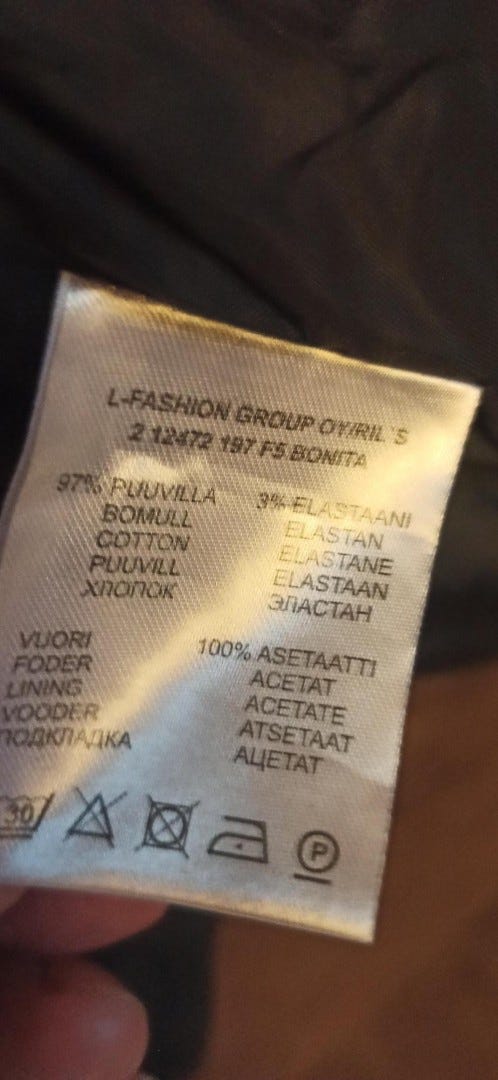 L-FASHION GROUP OY/RIL`S
2 12472 197 F5 BONITA
97% PUUVILLA 3% ELASTAANI
BOMULL ELASTAN
COTTON ELASTANE
PUUVILL ELASTAAN
ХЛОПОК ЭЛАСТАН
VUORI 100% ASETAATTI
FODER ACETAT
LINING ACETATE
VOODER ATSETAAT
ПОДКЛАДКА АЦЕТАТ
30 P